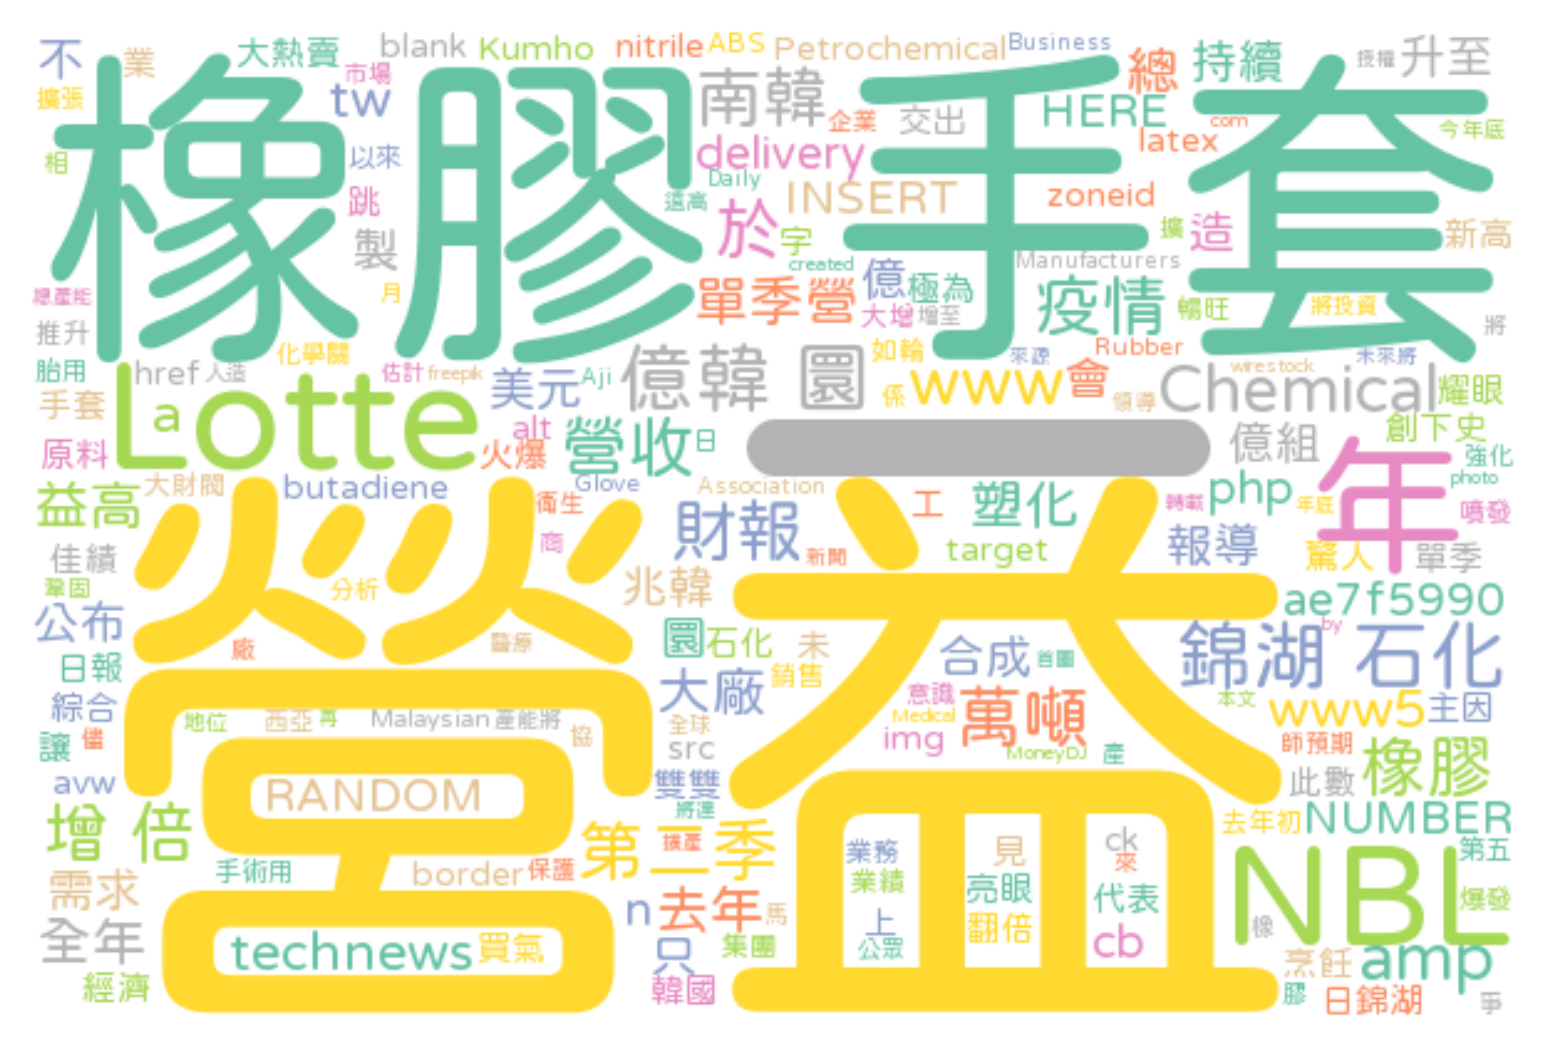 不 業 大熱賣 blank Kumho nitrile ABS Petrochemical Business 總 持續 授權 升至
擴張 市場 tw 南韓 企業 交出 HERE latex com 今年底
橡膠手套
相 以來 delivery Daily INSERT zoneid
跳 遠高 於 字 擴 造 新高
製 created 億 Manufacturers
總產能 月 單季營 極為 疫情 暢旺 將投資
推升 大增 增至 將
化學閥 億韓 圜 如輪 來源 Rubber 未來將
胎用 href 人造 估計 freepik 美元 Aji www 會 Chemical wirestock 耀眼
手套 Lotte a 係 領導
原料 alt 火爆 營收 日 一 億組 創下史 年 強化
益高 大財閥 butadiene Glove Association 工 塑化 轉載 php 年底 photo 噴發
衛生 財報 新聞 target 報導 驚人 單季
佳績 商
營益
鞏固 分析 兆韓 ae7f5990
公布 廠 醫療 圜 石化 未 合成 首圖 by 錦湖 石化
日報 大廠 銷售
綜合 地位 西亞 再 Malaysian 產能將 協 全球 意識 Medical 萬噸 本文 www5 主因
讓 儘 src img MoneyDJ 產 師預期 橡膠
avw RANDOM 雙雙 此數
增 倍 將達 去年初 NUMBER
第二季 擴產 業務 見 ck 來 第五
需求 手術用 border 保護 業績 亮眼 代表 NBL 爆發
全年 n 去年 馬 上 翻倍 橡
technews 買氣 只 集團 公眾 cb 烹飪 amp
經濟 韓國 膠 日錦湖 爭